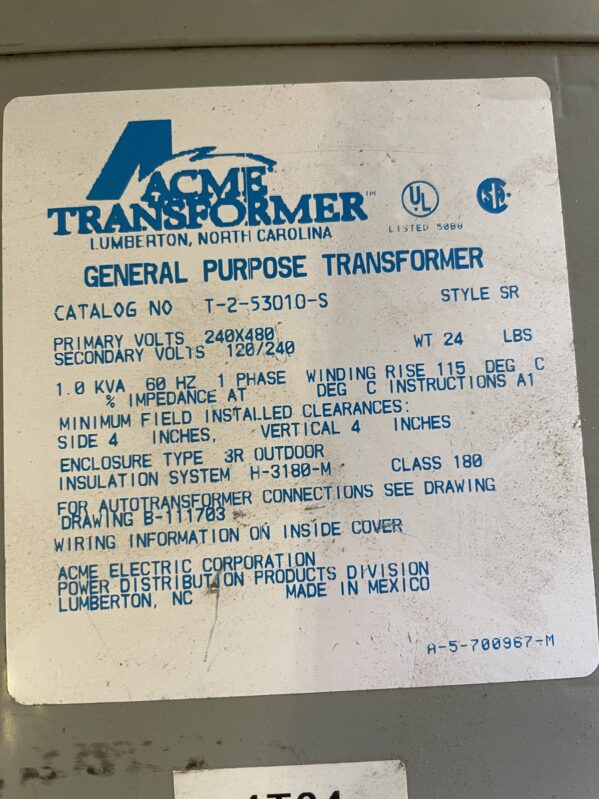 ACME
TRANSFORMER™
LUMBERTON, NORTH CAROLINA
UL
LISTED 50B8
GENERAL PURPOSE TRANSFORMER
CATALOG NO T-2-53010-S STYLE SR
PRIMARY VOLTS 240X480 WT 24 LBS
SECONDARY VOLTS 120/240
1.0 KVA 60 HZ 1 PHASE WINDING RISE 115 DEG C
% IMPEDANCE AT DEG C INSTRUCTIONS A1
MINIMUM FIELD INSTALLED CLEARANCES:
SIDE 4 INCHES, VERTICAL 4 INCHES
ENCLOSURE TYPE 3R OUTDOOR
INSULATION SYSTEM H-3180-M CLASS 180
FOR AUTOTRANSFORMER CONNECTIONS SEE DRAWING
DRAWING B-111703
WIRING INFORMATION ON INSIDE COVER
ACME ELECTRIC CORPORATION
POWER DISTRIBUTION PRODUCTS DIVISION
LUMBERTON, NC MADE IN MEXICO
A-5-700967-M